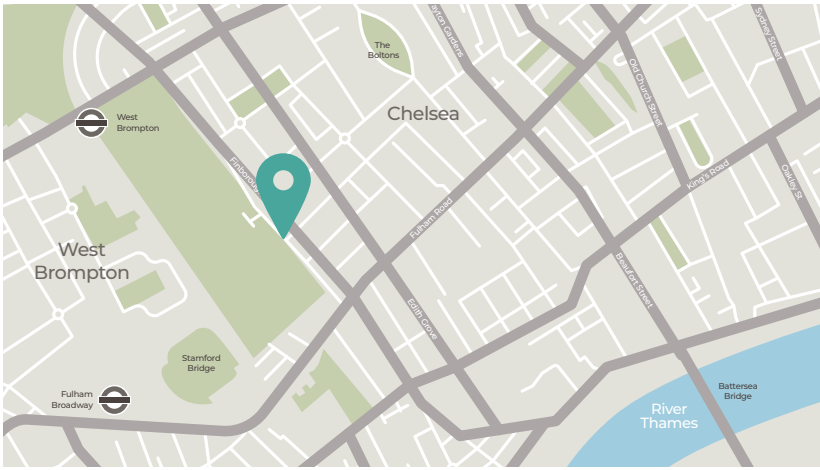 The
Boltons
Sydney Street
Old Church Street
Chelsea
West
Brompton
King's Road
Oakley St
Fulham Road
West
Brompton
Beaufort Street
Edith Grove
Stamford
Bridge
Fulham
Broadway
Battersea
Bridge
River
Thames